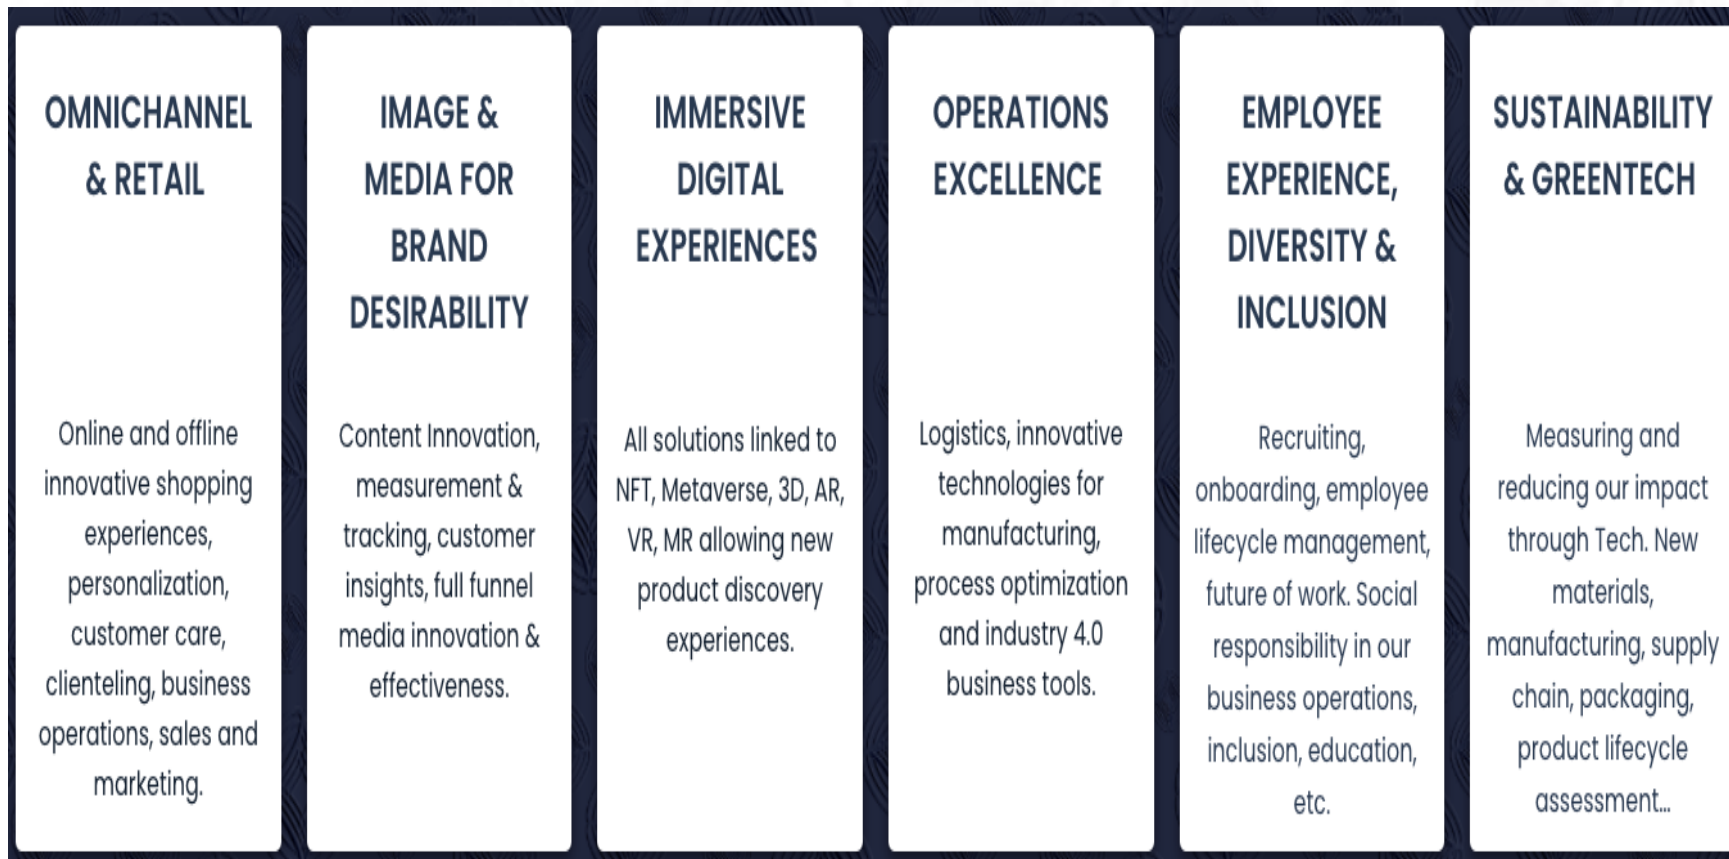 OMNICHANNEL
& RETAIL
Online and offline
innovative shopping
experiences,
personalization,
customer care,
clienteling, business
operations, sales and
marketing.
IMAGE &
MEDIA FOR
BRAND
DESIRABILITY
Content Innovation,
measurement &
tracking, customer
insights, full funnel
media innovation &
effectiveness.
IMMERSIVE
DIGITAL
EXPERIENCES
All solutions linked to
NFT, Metaverse, 3D, AR,
VR, MR allowing new
product discovery
experiences.
OPERATIONS
EXCELLENCE
Logistics, innovative
technologies for
manufacturing,
process optimization
and industry 4.0
business tools.
EMPLOYEE
EXPERIENCE,
DIVERSITY &
INCLUSION
Recruiting,
onboarding, employee
lifecycle management,
future of work. Social
responsibility in our
business operations,
inclusion, education,
etc.
SUSTAINABILITY
& GREENTECH
Measuring and
reducing our impact
through Tech. New
materials,
manufacturing, supply
chain, packaging,
product lifecycle
assessment...